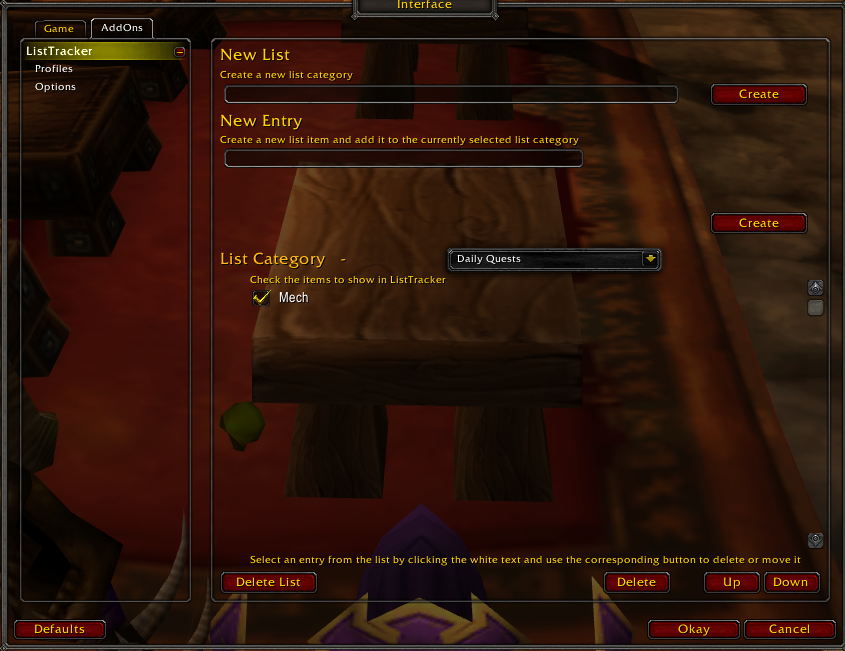 Interface
Game
AddOns
ListTracker
Profiles
Options
New List
Create a new list category
Create
New Entry
Create a new list item and add it to the currently selected list category
Create
List Category -
Daily Quests
Check the items to show in ListTracker
Mech
Select an entry from the list by clicking the white text and use the corresponding button to delete or move it
Delete List
Delete
Up
Down
Defaults
Okay
Cancel